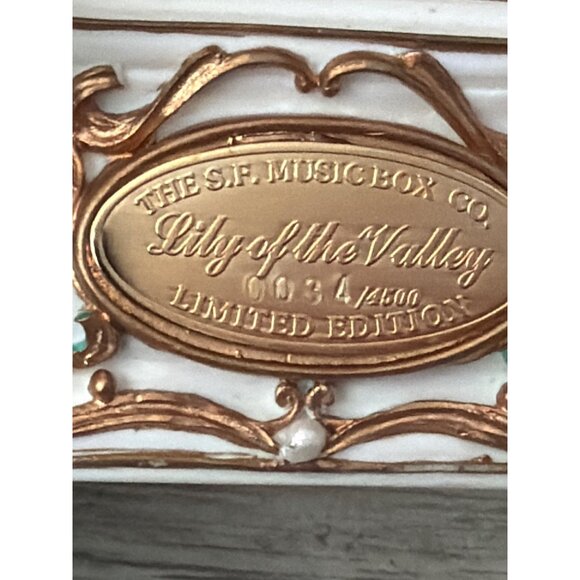 THE S.F. MUSIC BOX CO.
Lily of the Valley
0034/4500
LIMITED EDITION